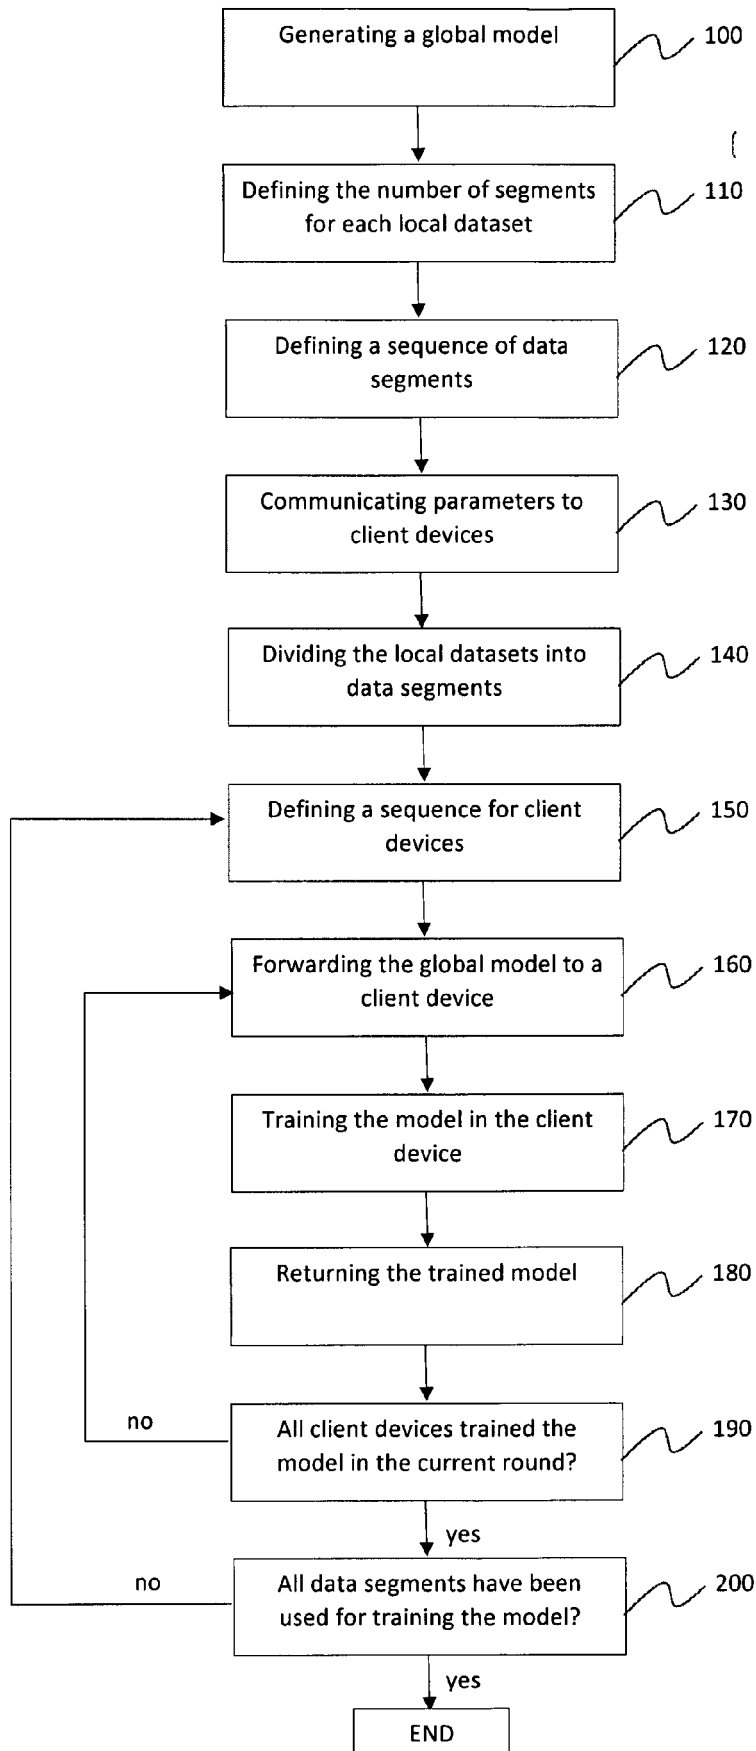 Generating a global model
100
Defining the number of segments
for each local dataset
110
Defining a sequence of data
segments
120
Communicating parameters to
client devices
130
Dividing the local datasets into
data segments
140
Defining a sequence for client
devices
150
Forwarding the global model to a
client device
160
Training the model in the client
device
170
Returning the trained model
180
no
All client devices trained the
model in the current round?
190
yes
no
All data segments have been
used for training the model?
200
yes
END